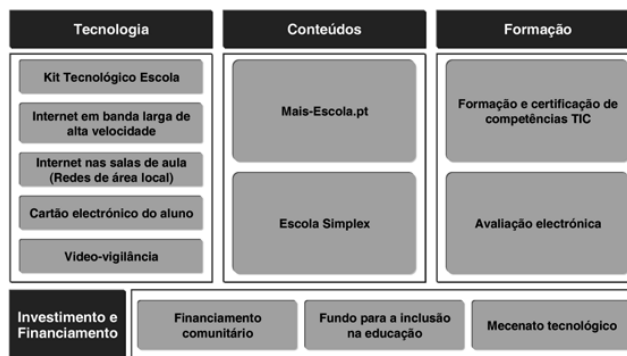 Tecnologia
Kit Tecnológico Escola
Internet em banda larga de
alta velocidade
Internet nas salas de aula
(Redes de área local)
Cartão electrónico do aluno
Video-vigilância
Conteúdos
Mais-Escola.pt
Escola Simplex
Formação
Formação e certificação de
competências TIC
Avaliação electrónica
Investimento e
Financiamento
Financiamento
comunitário
Fundo para a inclusão
na educação
Mecenato tecnológico